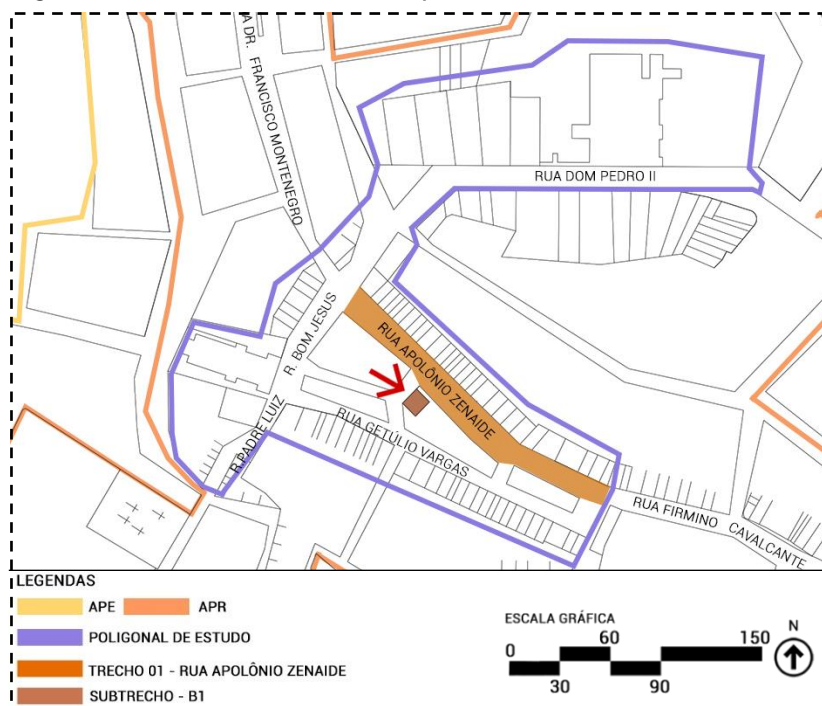 A DR. FRANCISCO MONTENEGRO
RUA DOM PEDRO II
R. BOM JESUS
RUA APOLÔNIO ZENAIDE
RUA GETÚLIO VARGAS
R.PADRE LUIZ
RUA FIRMINO CAVALCANTE
LEGENDAS
APE APR
POLIGONAL DE ESTUDO
TRECHO 01 - RUA APOLÔNIO ZENAIDE
SUBTRECHO - B1
ESCALA GRÁFICA
0 60 150
30 90
N